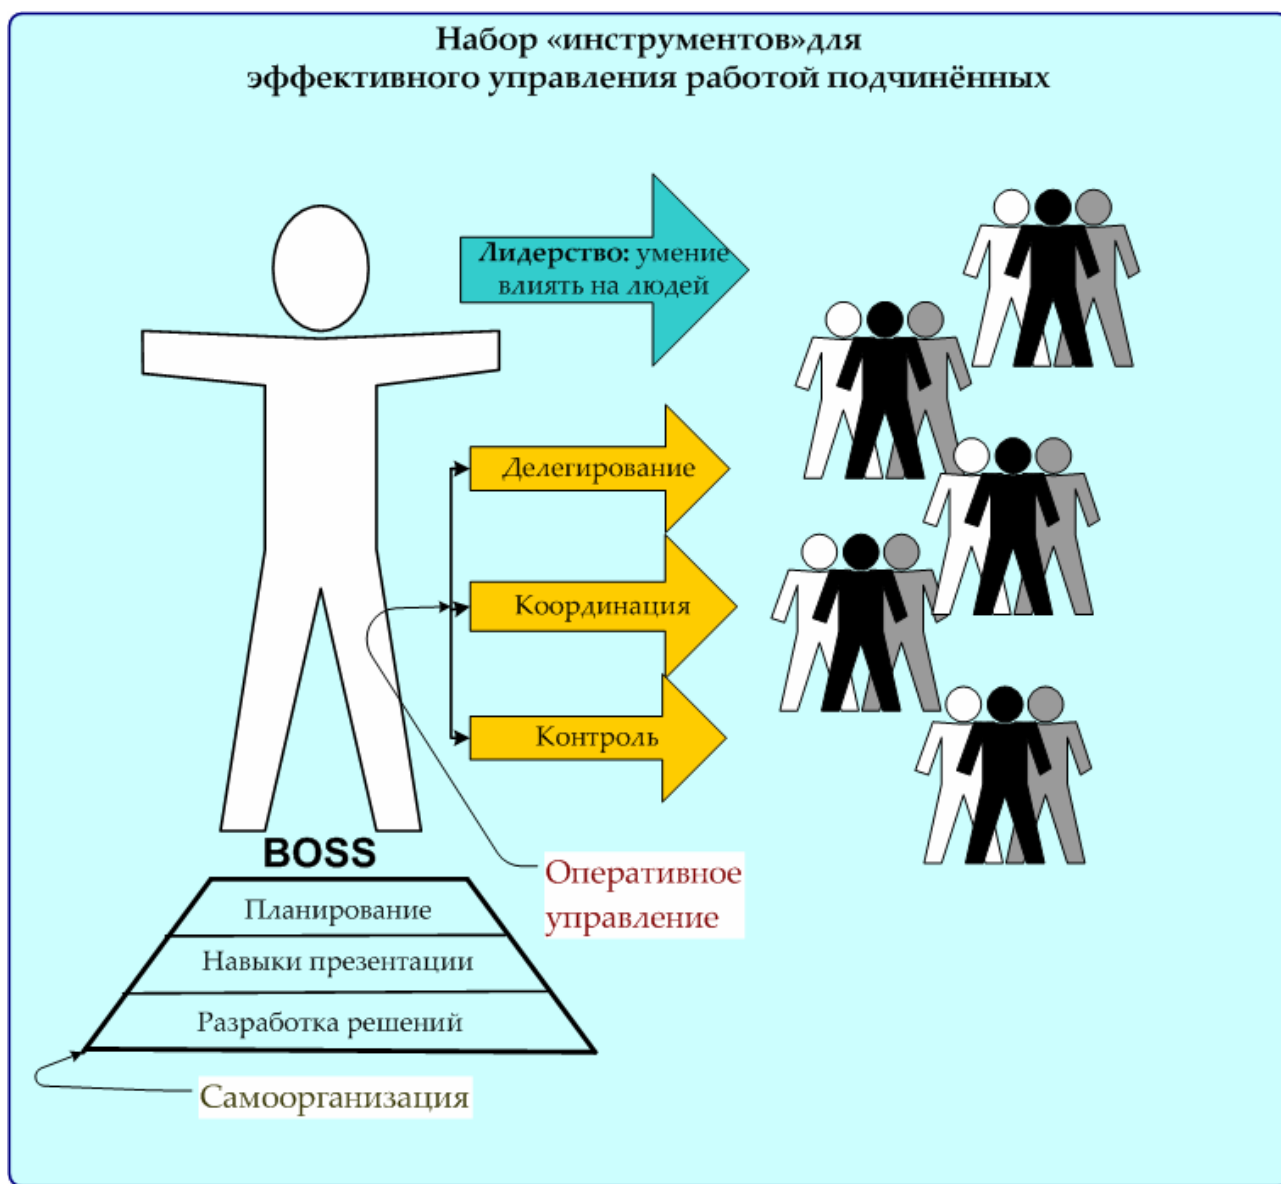 Набор «инструментов»для
эффективного управления работой подчинённых
Лидерство: умение
влиять на людей
Делегирование
Координация
Контроль
BOSS
Оперативное
управление
Планирование
Навыки презентации
Разработка решений
Самоорганизация